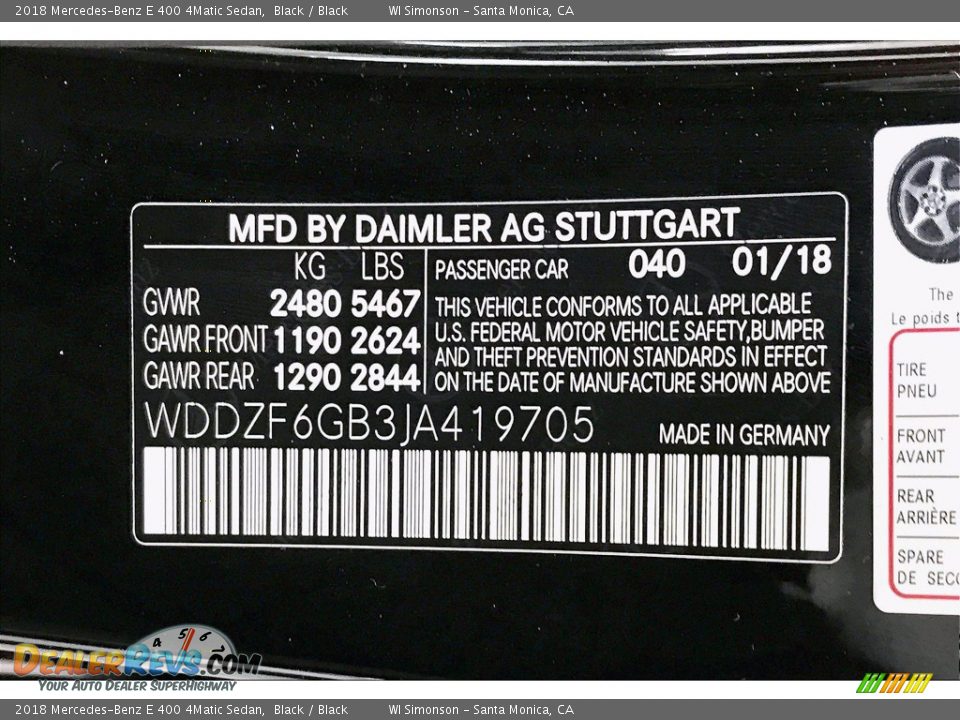 2018 Mercedes-Benz E 400 4Matic Sedan, Black / Black WI Simonson - Santa Monica, CA
MFD BY DAIMLER AG STUTTGART
KG LBS
GVWR 2480 5467
GAWR FRONT 1190 2624
GAWR REAR 1290 2844
PASSENGER CAR 040 01/18
THIS VEHICLE CONFORMS TO ALL APPLICABLE
U.S. FEDERAL MOTOR VEHICLE SAFETY,BUMPER
AND THEFT PREVENTION STANDARDS IN EFFECT
ON THE DATE OF MANUFACTURE SHOWN ABOVE
WDDZF6GB3JA419705
MADE IN GERMANY
The
Le poids
TIRE
PNEU
FRONT
AVANT
REAR
ARRIÈRE
SPARE
DE
4 5 6 7
DEALERREVS.COM
YOUR AUTO DEALER SUPERHIGHWAY
2018 Mercedes-Benz E 400 4Matic Sedan, Black / Black WI Simonson - Santa Monica, CA